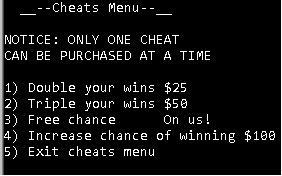 __--Cheats Menu--__
NOTICE: ONLY ONE CHEAT
CAN BE PURCHASED AT A TIME
1) Double your wins $25
2) Triple your wins $50
3) Free chance      On us!
4) Increase chance of winning $100
5) Exit cheats menu